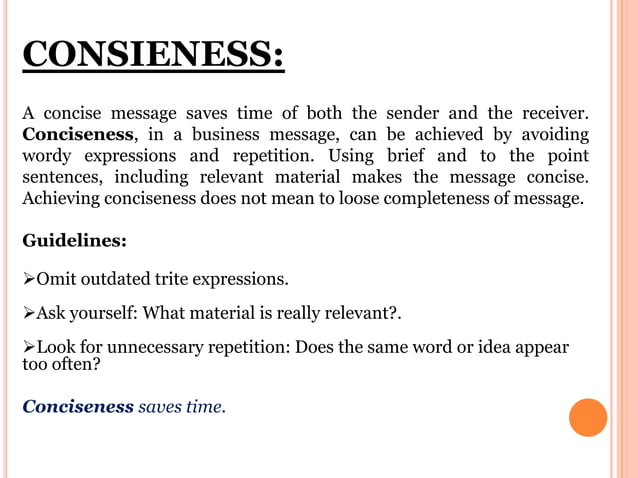 CONSIENESS:
A concise message saves time of both the sender and the receiver.
Conciseness, in a business message, can be achieved by avoiding
wordy expressions and repetition. Using brief and to the point
sentences, including relevant material makes the message concise.
Achieving conciseness does not mean to loose completeness of message.
Guidelines:
➢Omit outdated trite expressions.
➢Ask yourself: What material is really relevant?.
➢Look for unnecessary repetition: Does the same word or idea appear
too often?
Conciseness saves time.